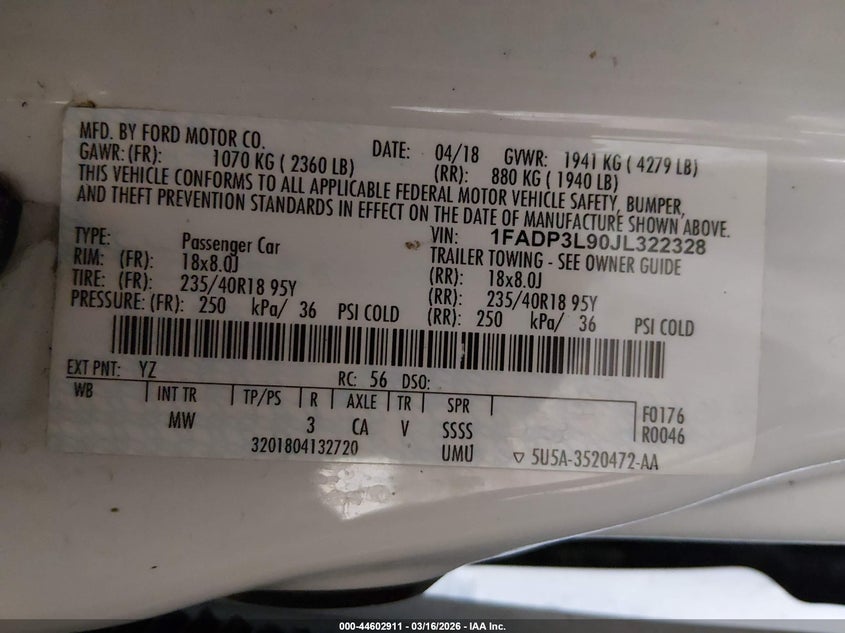 MFD. BY FORD MOTOR CO. DATE: 04/18 GVWR: 1941 KG ( 4279 LB)
GAWR: (FR): 1070 KG ( 2360 LB) (RR): 880 KG ( 1940 LB)
THIS VEHICLE CONFORMS TO ALL APPLICABLE FEDERAL MOTOR VEHICLE SAFETY, BUMPER,
AND THEFT PREVENTION STANDARDS IN EFFECT ON THE DATE OF MANUFACTURE SHOWN ABOVE.
VIN: 1FADP3L90JL322328
TYPE: Passenger Car TRAILER TOWING - SEE OWNER GUIDE
RIM: (FR): 18x8.0J (RR): 18x8.0J
TIRE: (FR): 235/40R18 95Y (RR): 235/40R18 95Y
PRESSURE: (FR): 250 kPa/ 36 PSI COLD (RR): 250 kPa/ 36 PSI COLD
EXT PNT: YZ RC: 56 DSO:
WB INT TR TP/PS R AXLE TR SPR F0176
MW 3 CA V SSSS R0046
3201804132720 UMU ▽ 5U5A-3520472-AA
000-44602911 - 03/16/2026 - IAA Inc.